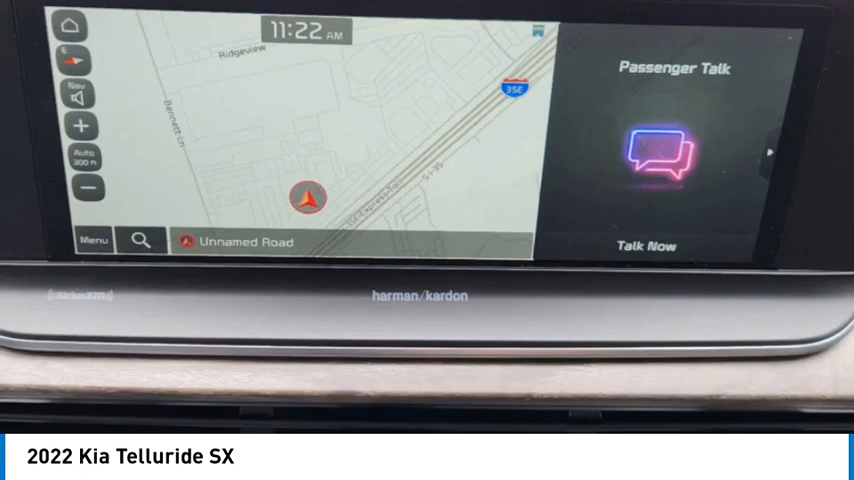 11:22 AM
Ridgeview
E
Nav
Bennett-Ln
35E
+
Auto
300 ft
−
Menu
Unnamed Road
Passenger Talk
Talk Now
(SiriusXM)
harman/kardon
2022 Kia Telluride SX